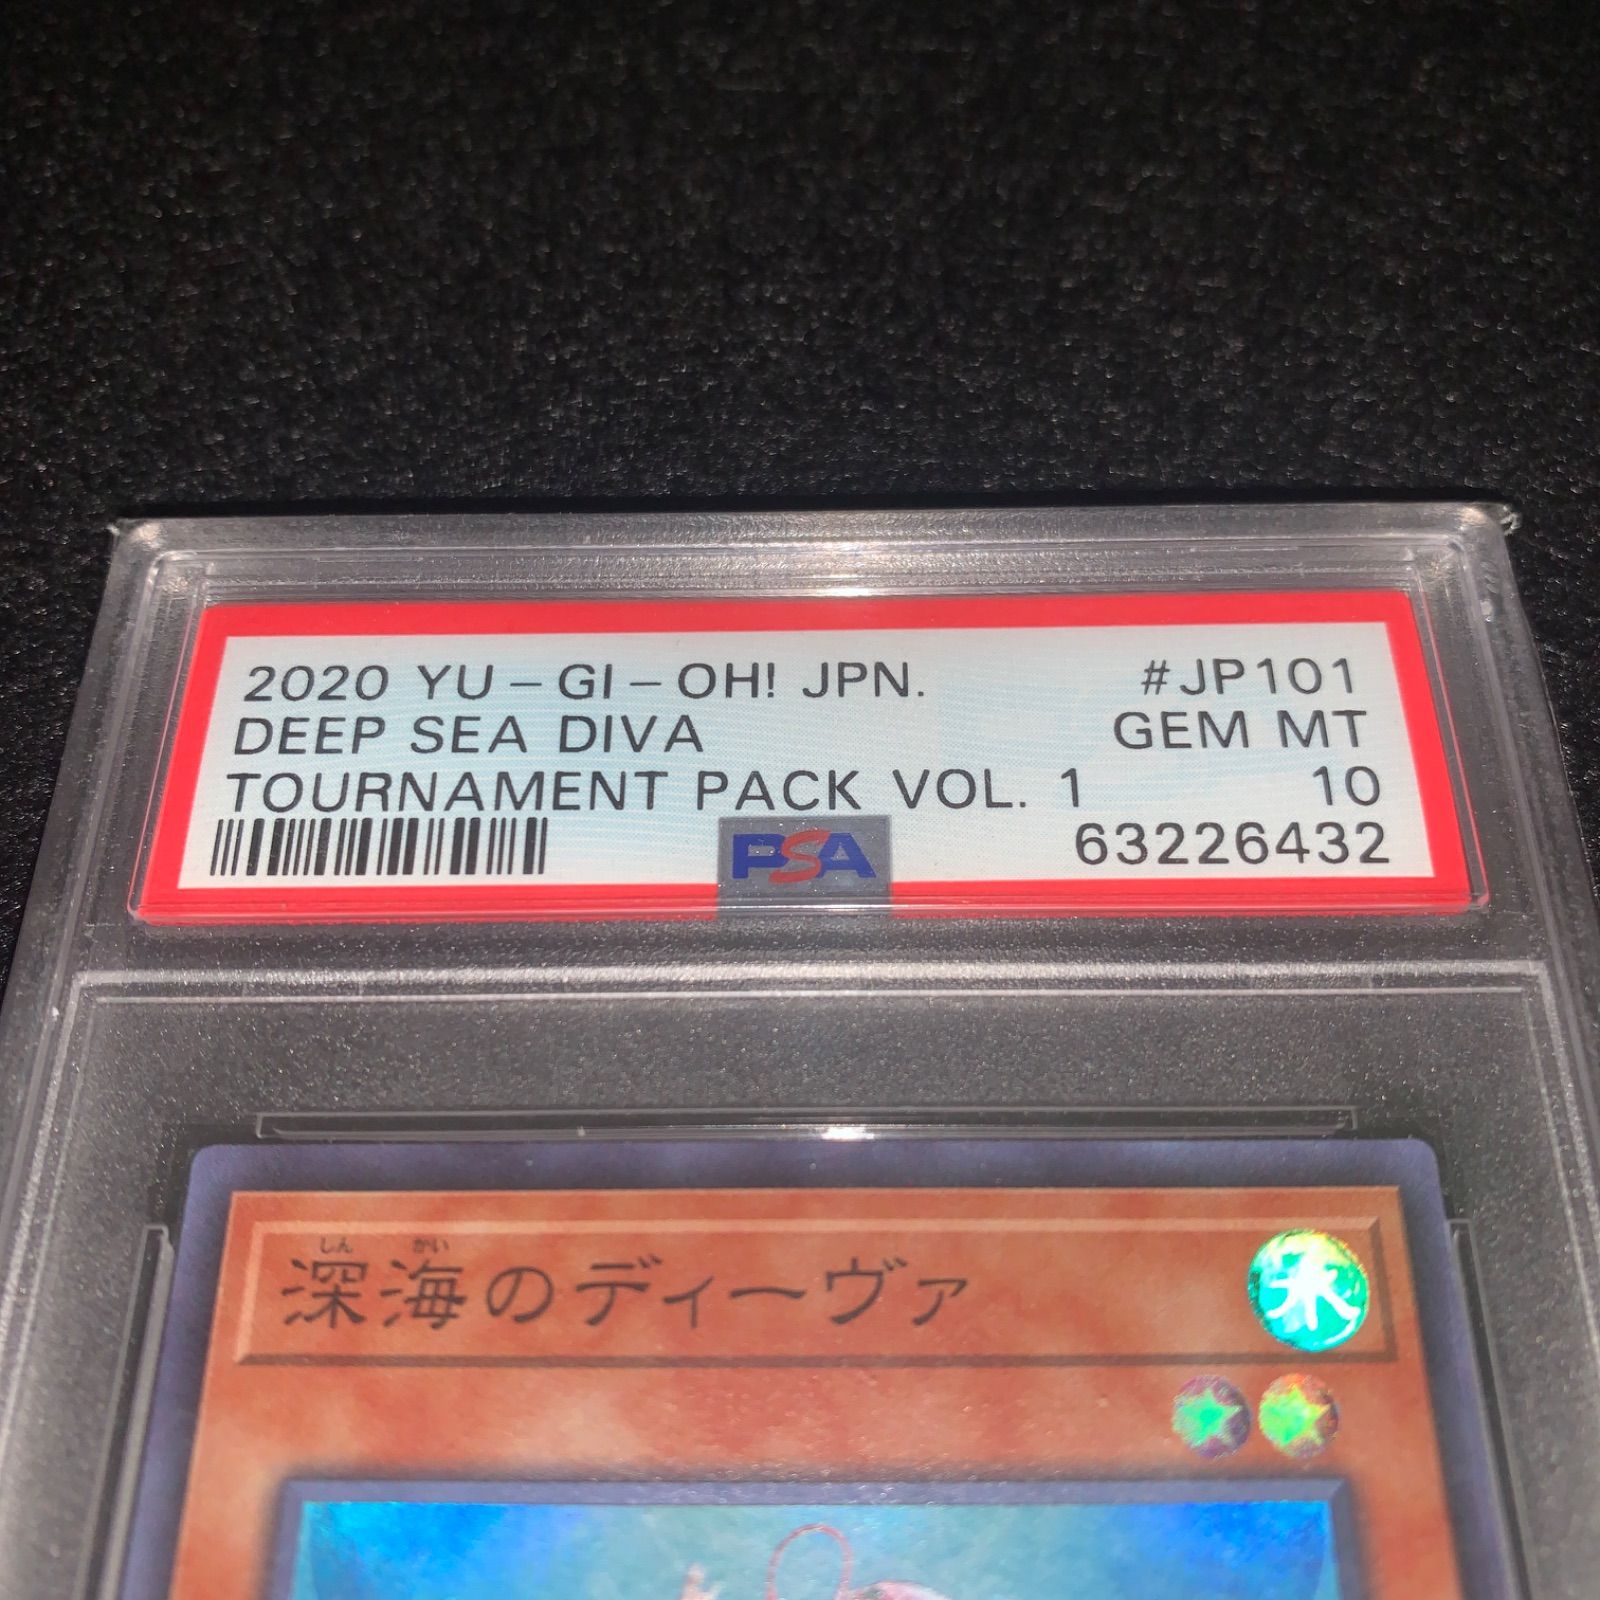 2020 YU-GI-OH! JPN. #JP101
DEEP SEA DIVA GEM MT
TOURNAMENT PACK VOL. 1 10
PSA 63226432
しん かい
深海のディーヴァ
水